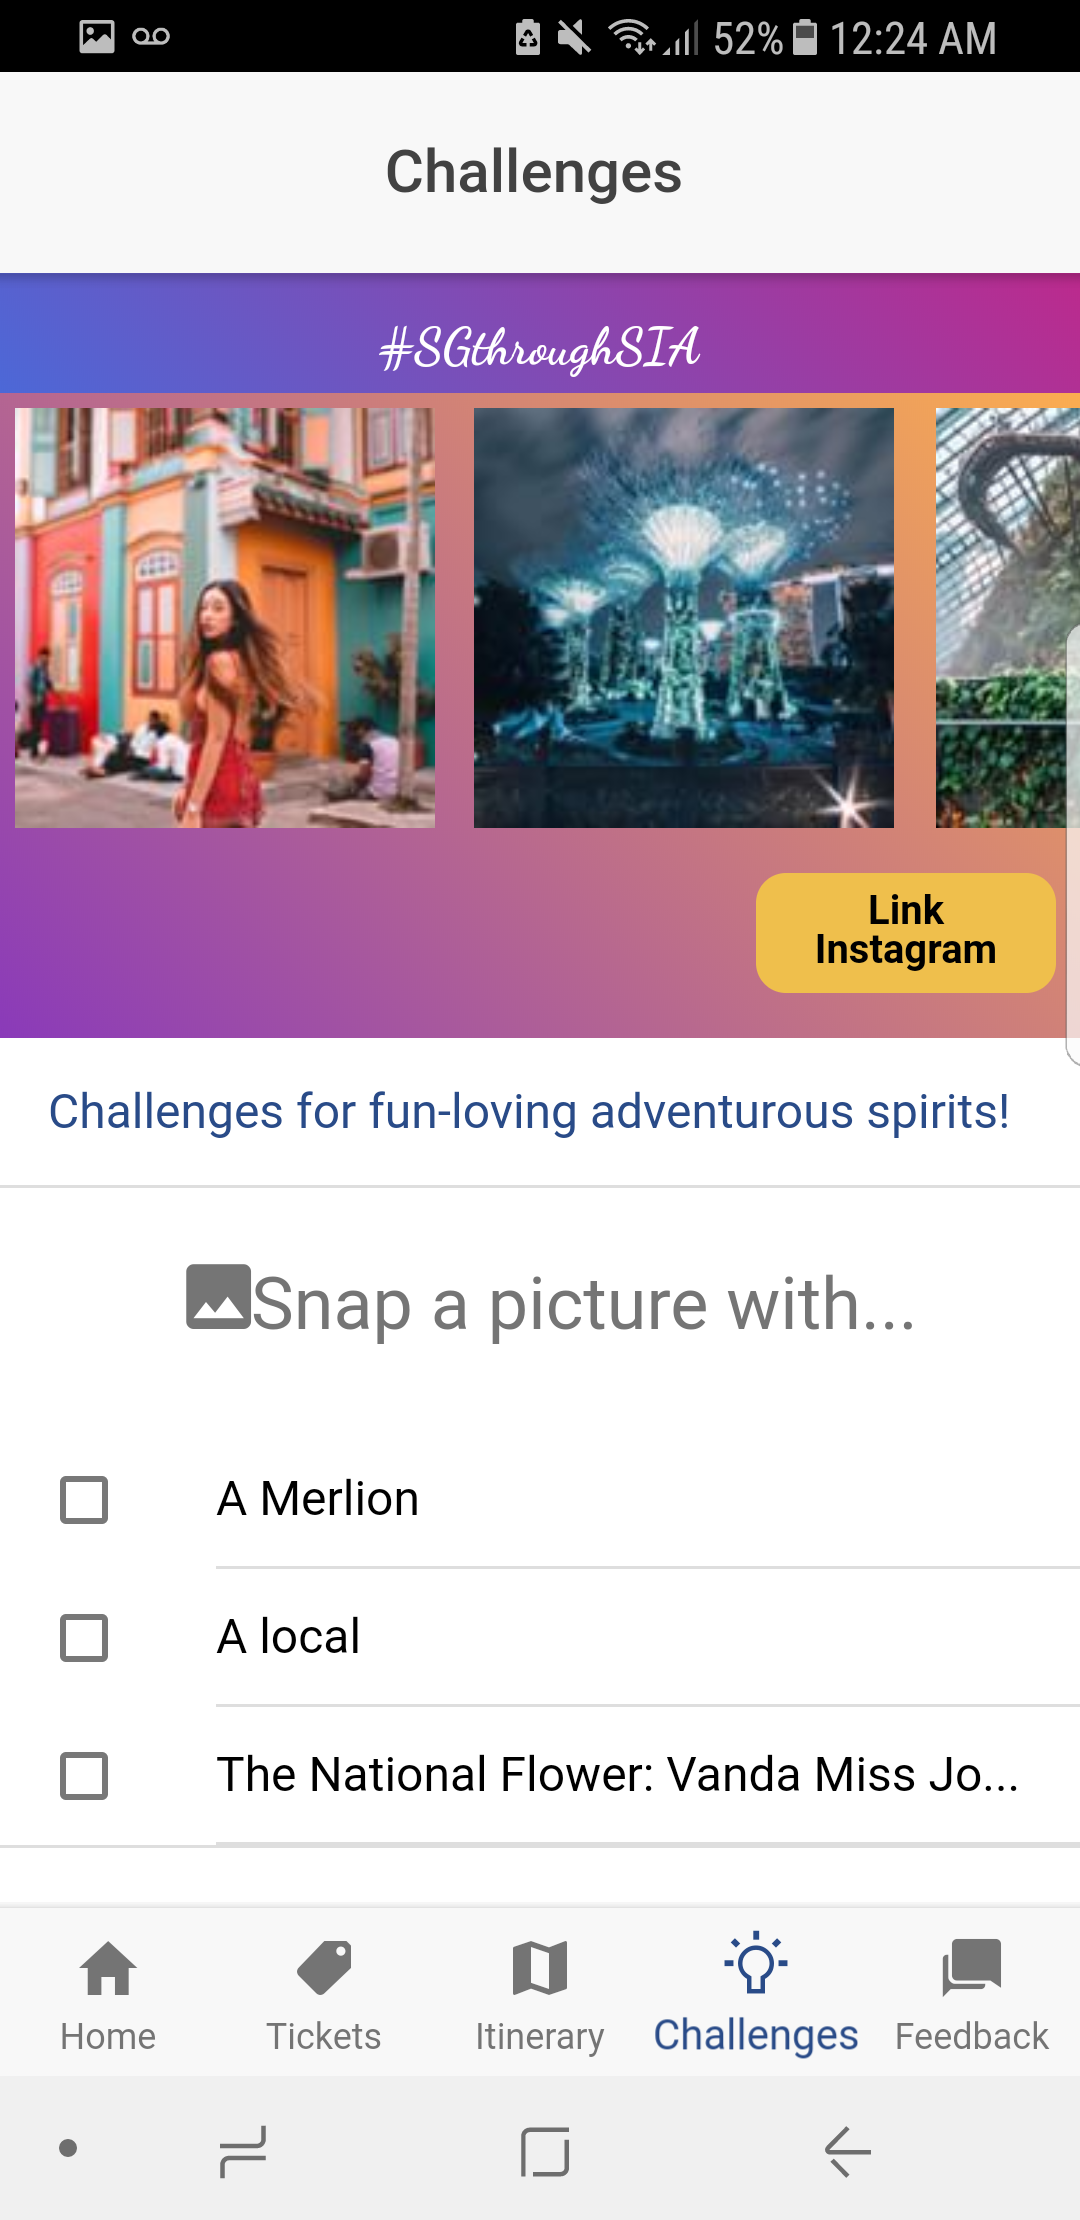 52% 12:24 AM
Challenges
#SGthroughSIA
Link
Instagram
Challenges for fun-loving adventurous spirits!
Snap a picture with...
A Merlion
A local
The National Flower: Vanda Miss Jo...
Home Tickets Itinerary Challenges Feedback